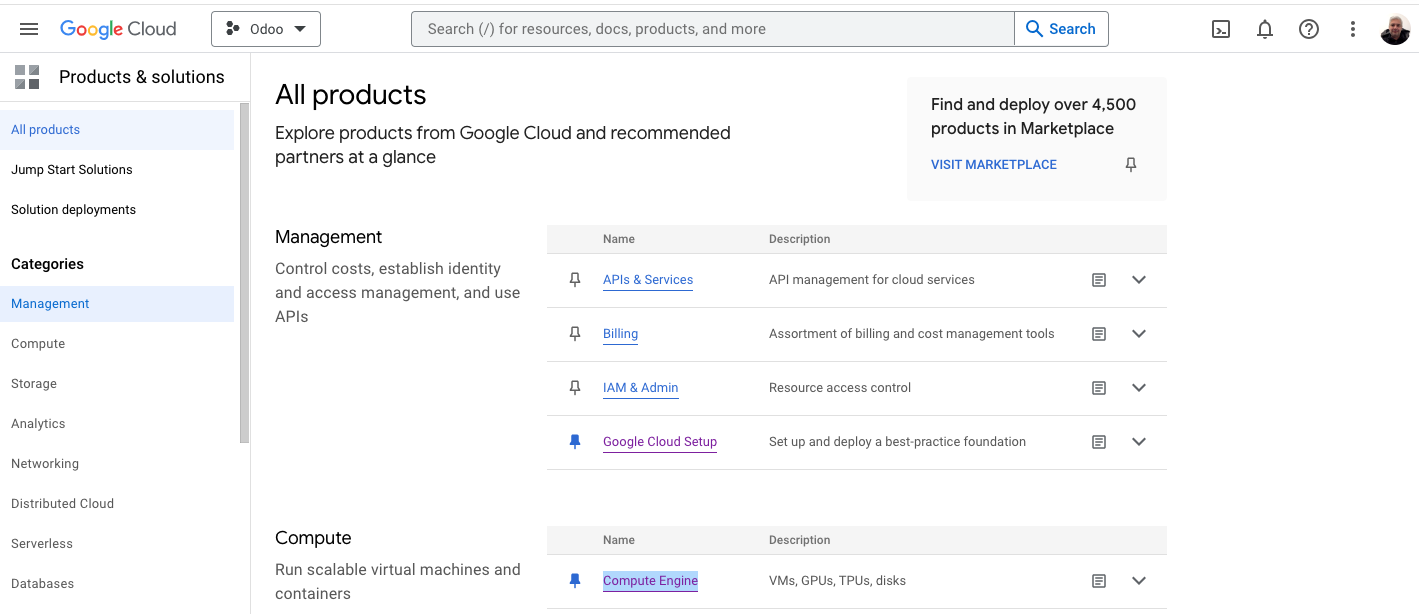 Google Cloud
Odoo
Search (/) for resources, docs, products, and more
Search
Products & solutions
All products
Jump Start Solutions
Solution deployments
Categories
Management
Compute
Storage
Analytics
Networking
Distributed Cloud
Serverless
Databases
All products
Explore products from Google Cloud and recommended
partners at a glance
Find and deploy over 4,500
products in Marketplace
VISIT MARKETPLACE
Management
Control costs, establish identity
and access management, and use
APIs
Name Description
APIs & Services API management for cloud services
Billing Assortment of billing and cost management tools
IAM & Admin Resource access control
Google Cloud Setup Set up and deploy a best-practice foundation
Compute
Run scalable virtual machines and
containers
Name Description
Compute Engine VMs, GPUs, TPUs, disks